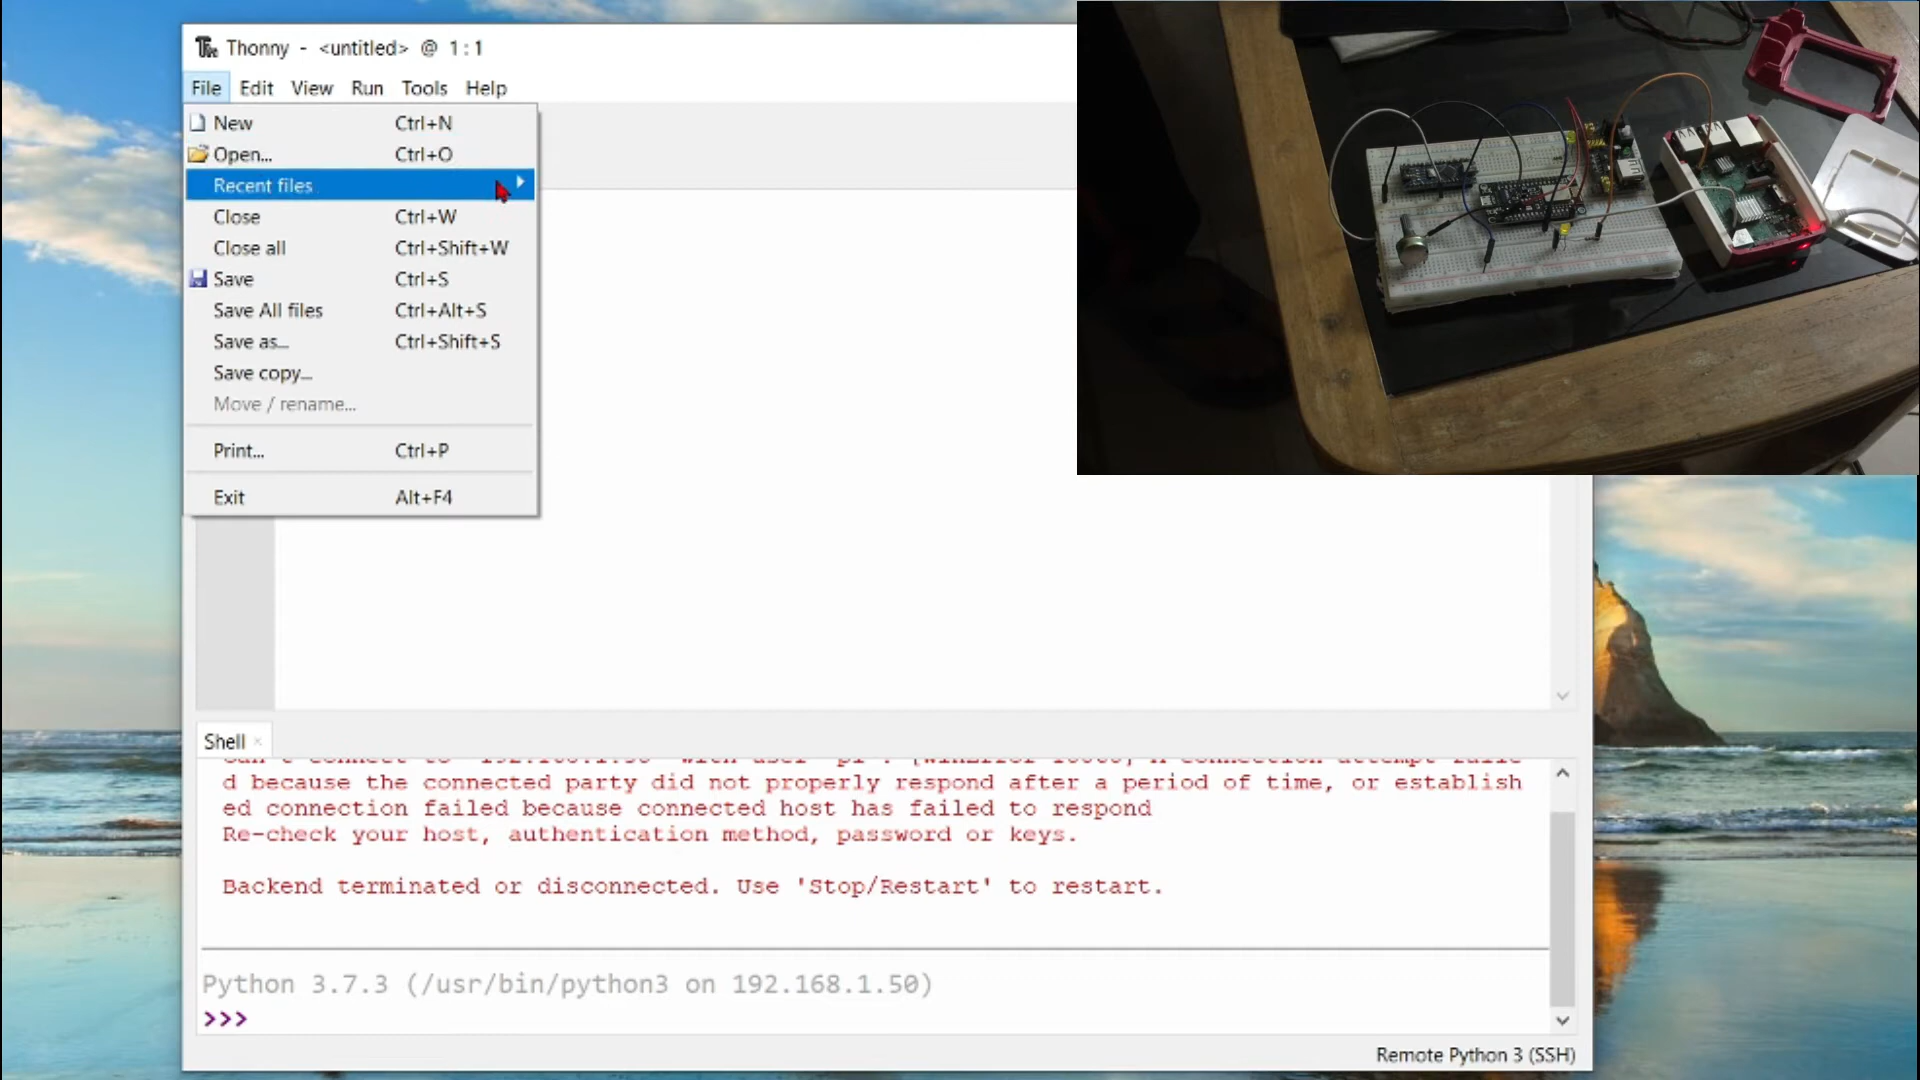 Thonny - <untitled> @ 1:1
File Edit View Run Tools Help
New Ctrl+N
Open... Ctrl+O
Recent files
Close Ctrl+W
Close all Ctrl+Shift+W
Save Ctrl+S
Save All files Ctrl+Alt+S
Save as... Ctrl+Shift+S
Save copy...
Move / rename...
Print... Ctrl+P
Exit Alt+F4
Shell
d because the connected party did not properly respond after a period of time, or establish
ed connection failed because connected host has failed to respond
Re-check your host, authentication method, password or keys.
Backend terminated or disconnected. Use 'Stop/Restart' to restart.
Python 3.7.3 (/usr/bin/python3 on 192.168.1.50)
>>>
Remote Python 3 (SSH)